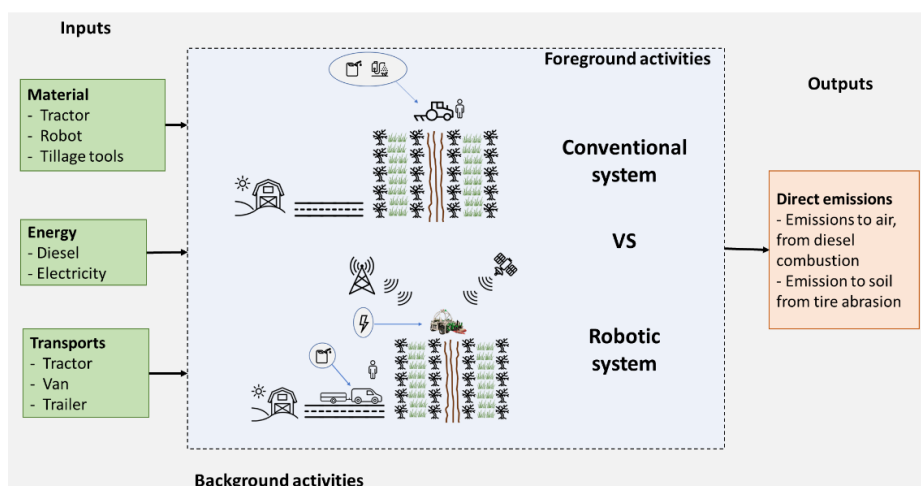 Inputs
Foreground activities
Outputs
Material
- Tractor
- Robot
- Tillage tools
Energy
- Diesel
- Electricity
Transports
- Tractor
- Van
- Trailer
Conventional
system
VS
Robotic
system
Direct emissions
- Emissions to air,
from diesel
combustion
- Emission to soil
from tire abrasion
Background activities